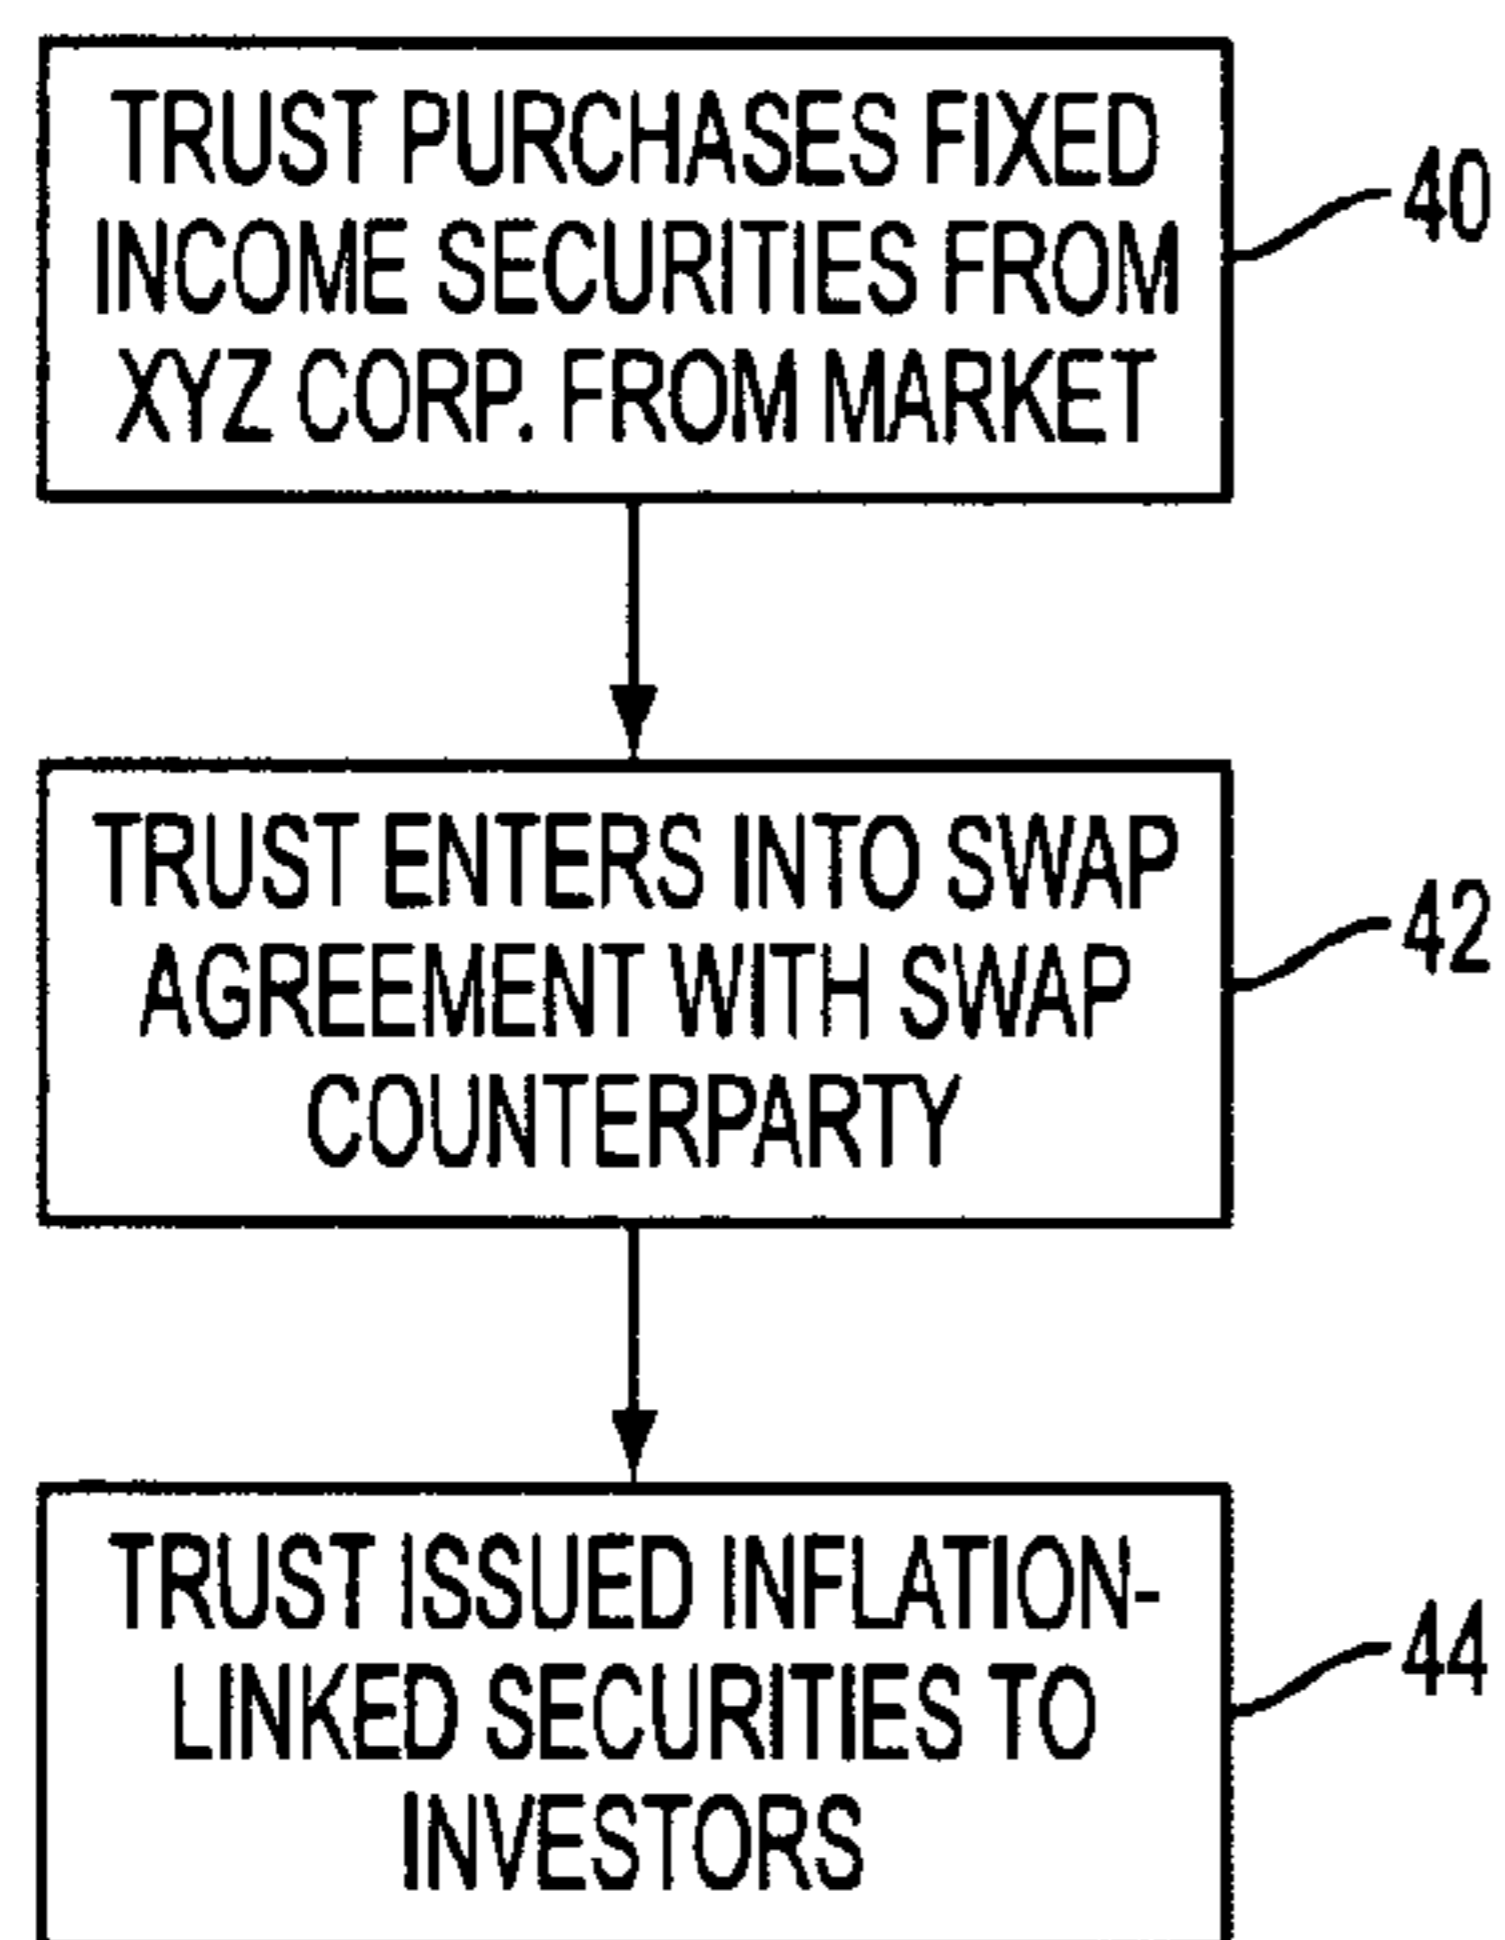 TRUST PURCHASES FIXED
INCOME SECURITIES FROM
XYZ CORP. FROM MARKET
40
TRUST ENTERS INTO SWAP
AGREEMENT WITH SWAP
COUNTERPARTY
42
TRUST ISSUED INFLATION-
LINKED SECURITIES TO
INVESTORS
44